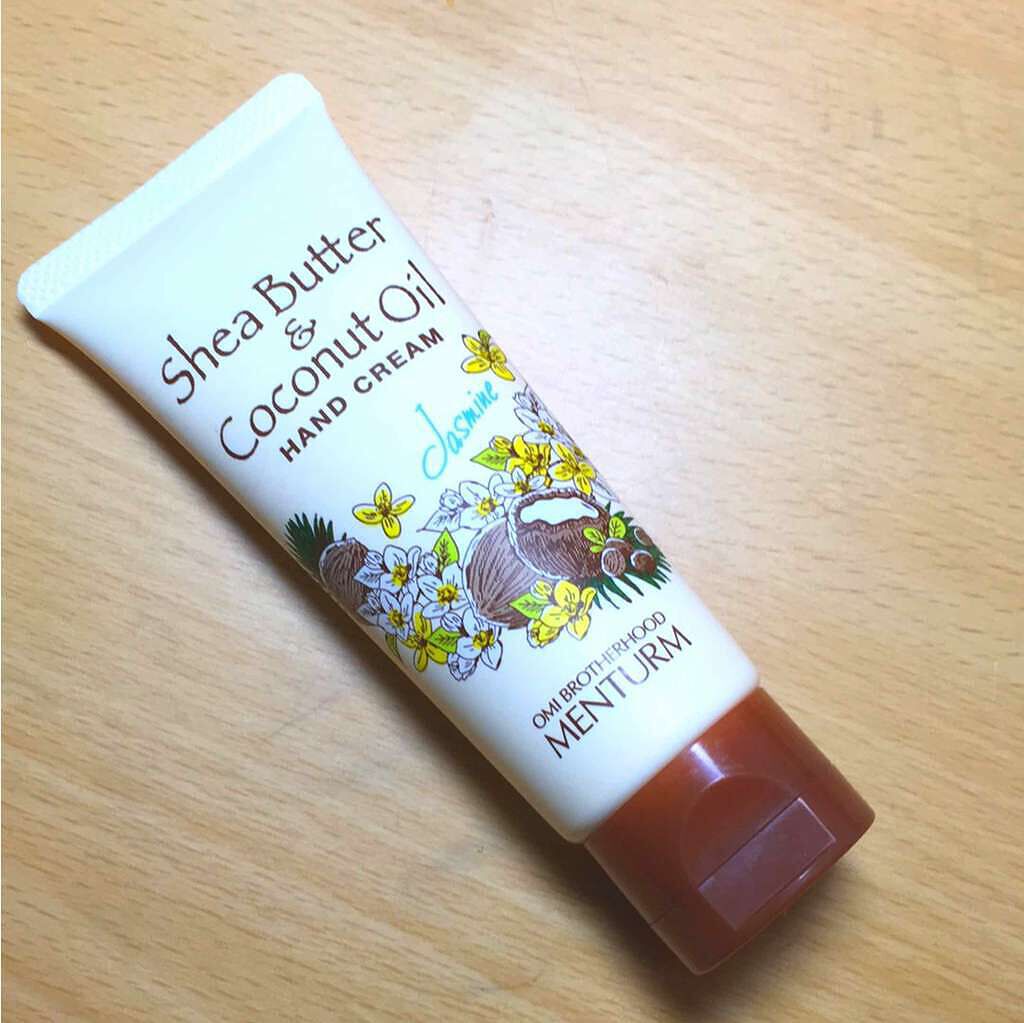 Shea Butter
&
Coconut Oil
HAND CREAM
Jasmine
OMI BROTHERHOOD
MENTURM